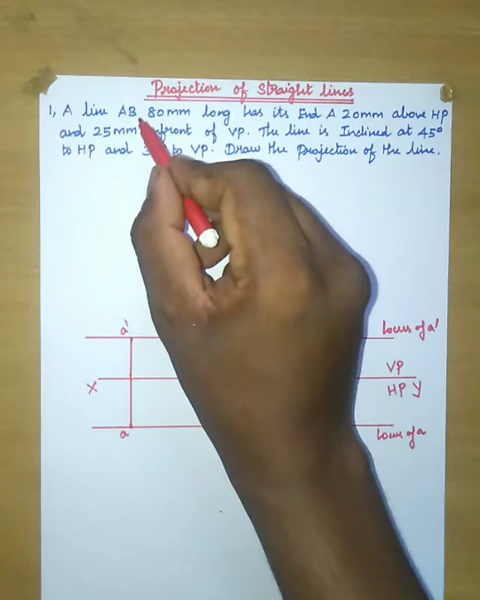 Projection of Straight lines
1, A line AB 80mm long has its End A 20mm above HP
and 25mm infront of VP. The line is Inclined at 45°
to HP and to VP. Draw the Projection of the line.
a' locus of a'
VP
X HP y
a locus of a